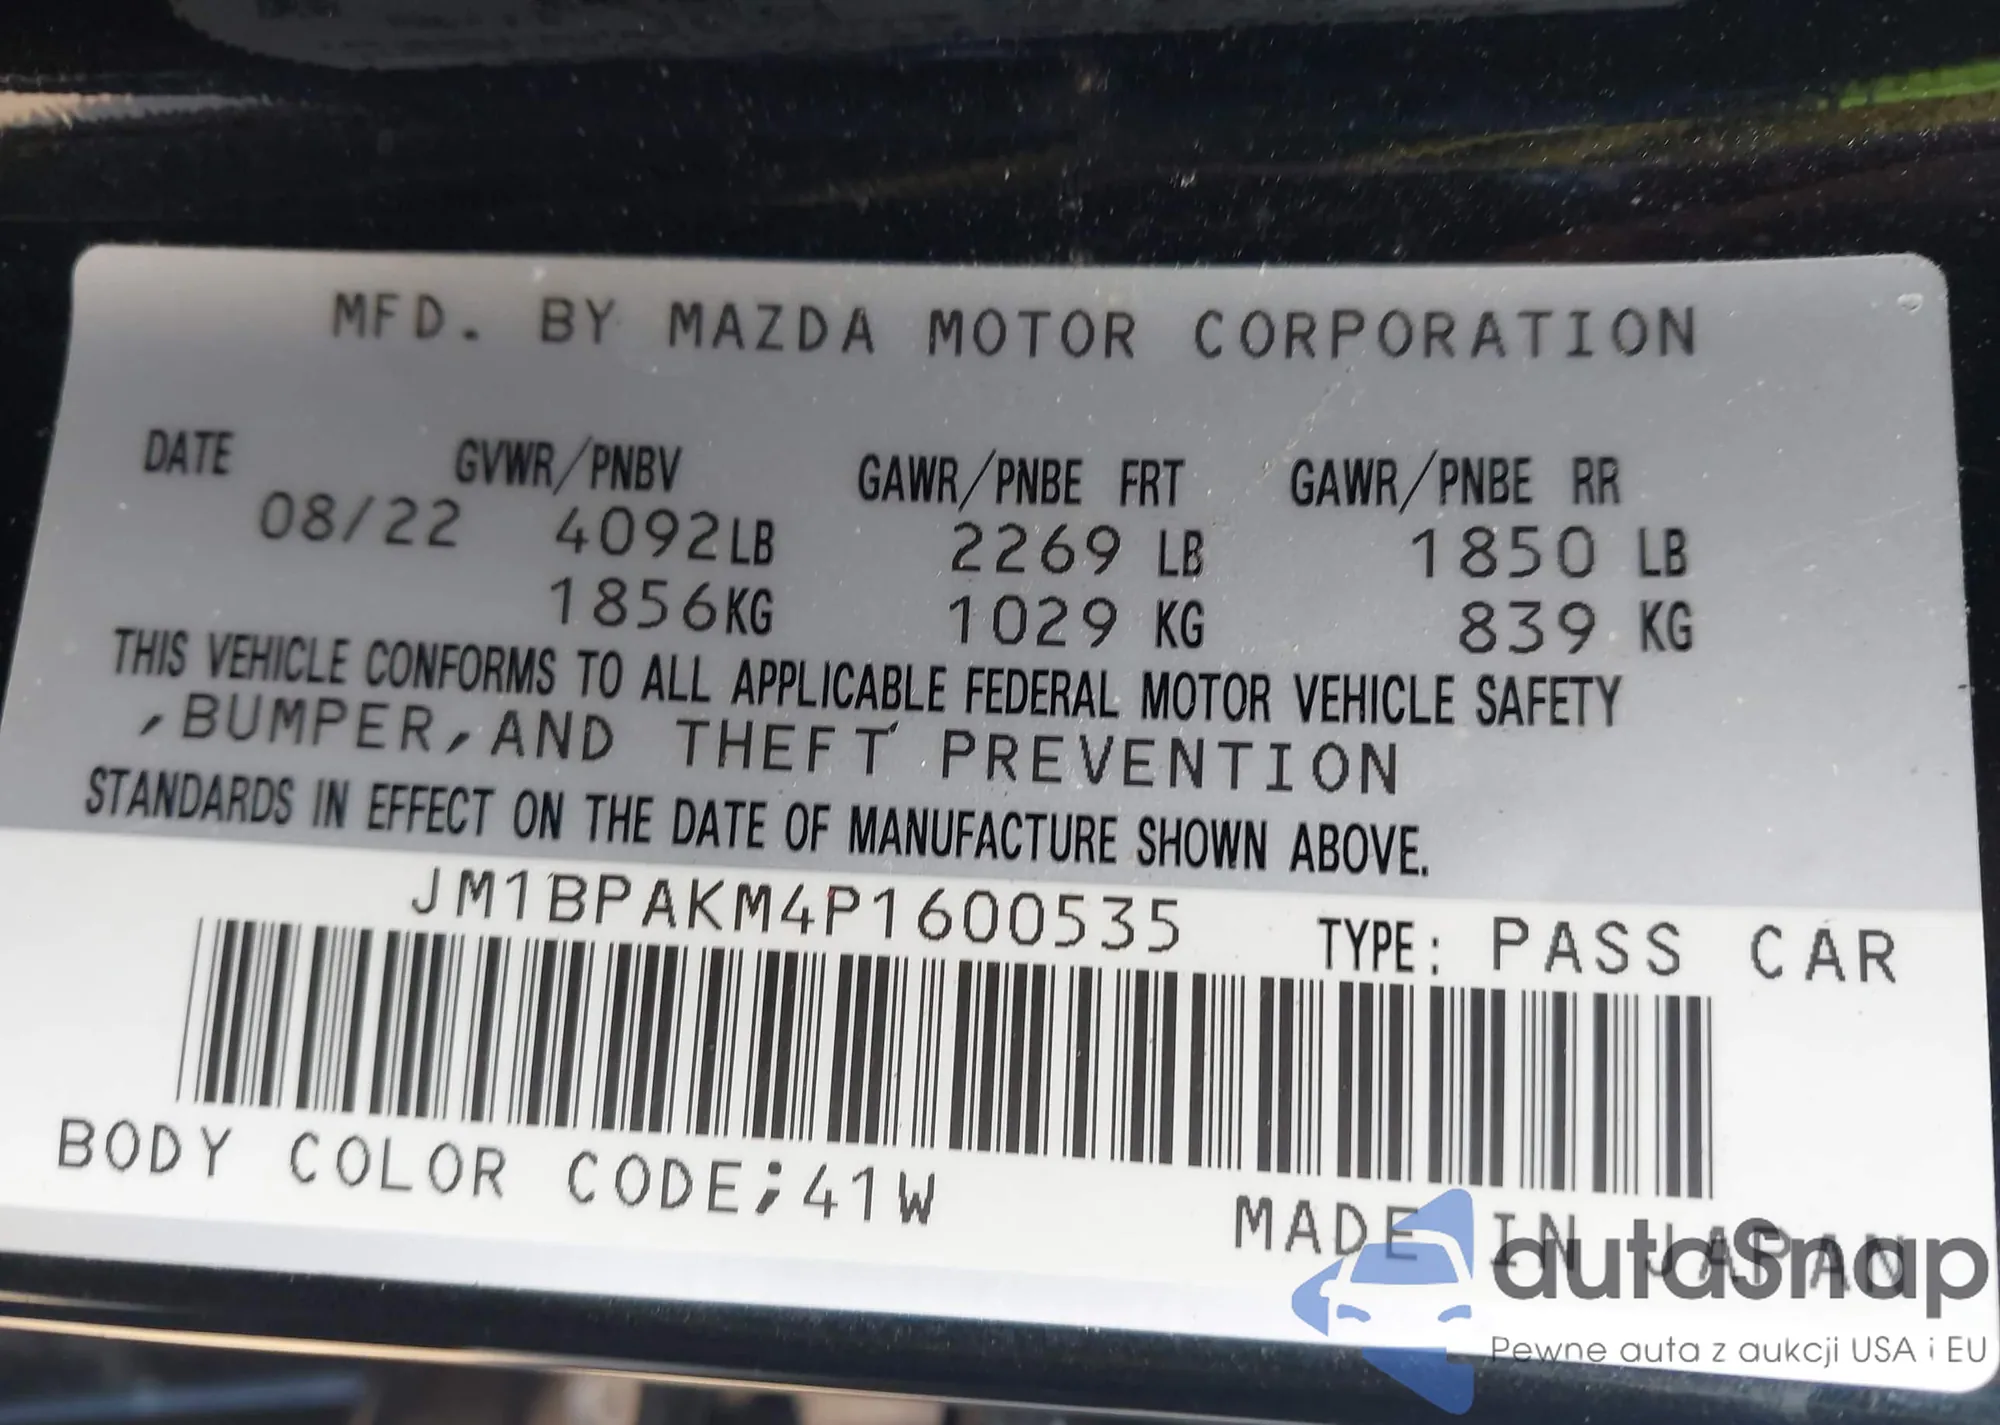 MFD. BY MAZDA MOTOR CORPORATION
DATE GVWR/PNBV GAWR/PNBE FRT GAWR/PNBE RR
08/22 4092LB 2269 LB 1850 LB
1856KG 1029 KG 839 KG
THIS VEHICLE CONFORMS TO ALL APPLICABLE FEDERAL MOTOR VEHICLE SAFETY
,BUMPER,AND THEFT PREVENTION
STANDARDS IN EFFECT ON THE DATE OF MANUFACTURE SHOWN ABOVE.
JM1BPAKM4P1600535 TYPE: PASS CAR
BODY COLOR CODE;41W
MADE IN JAPAN
autoSnap
Pewne auta z aukcji USA i EU